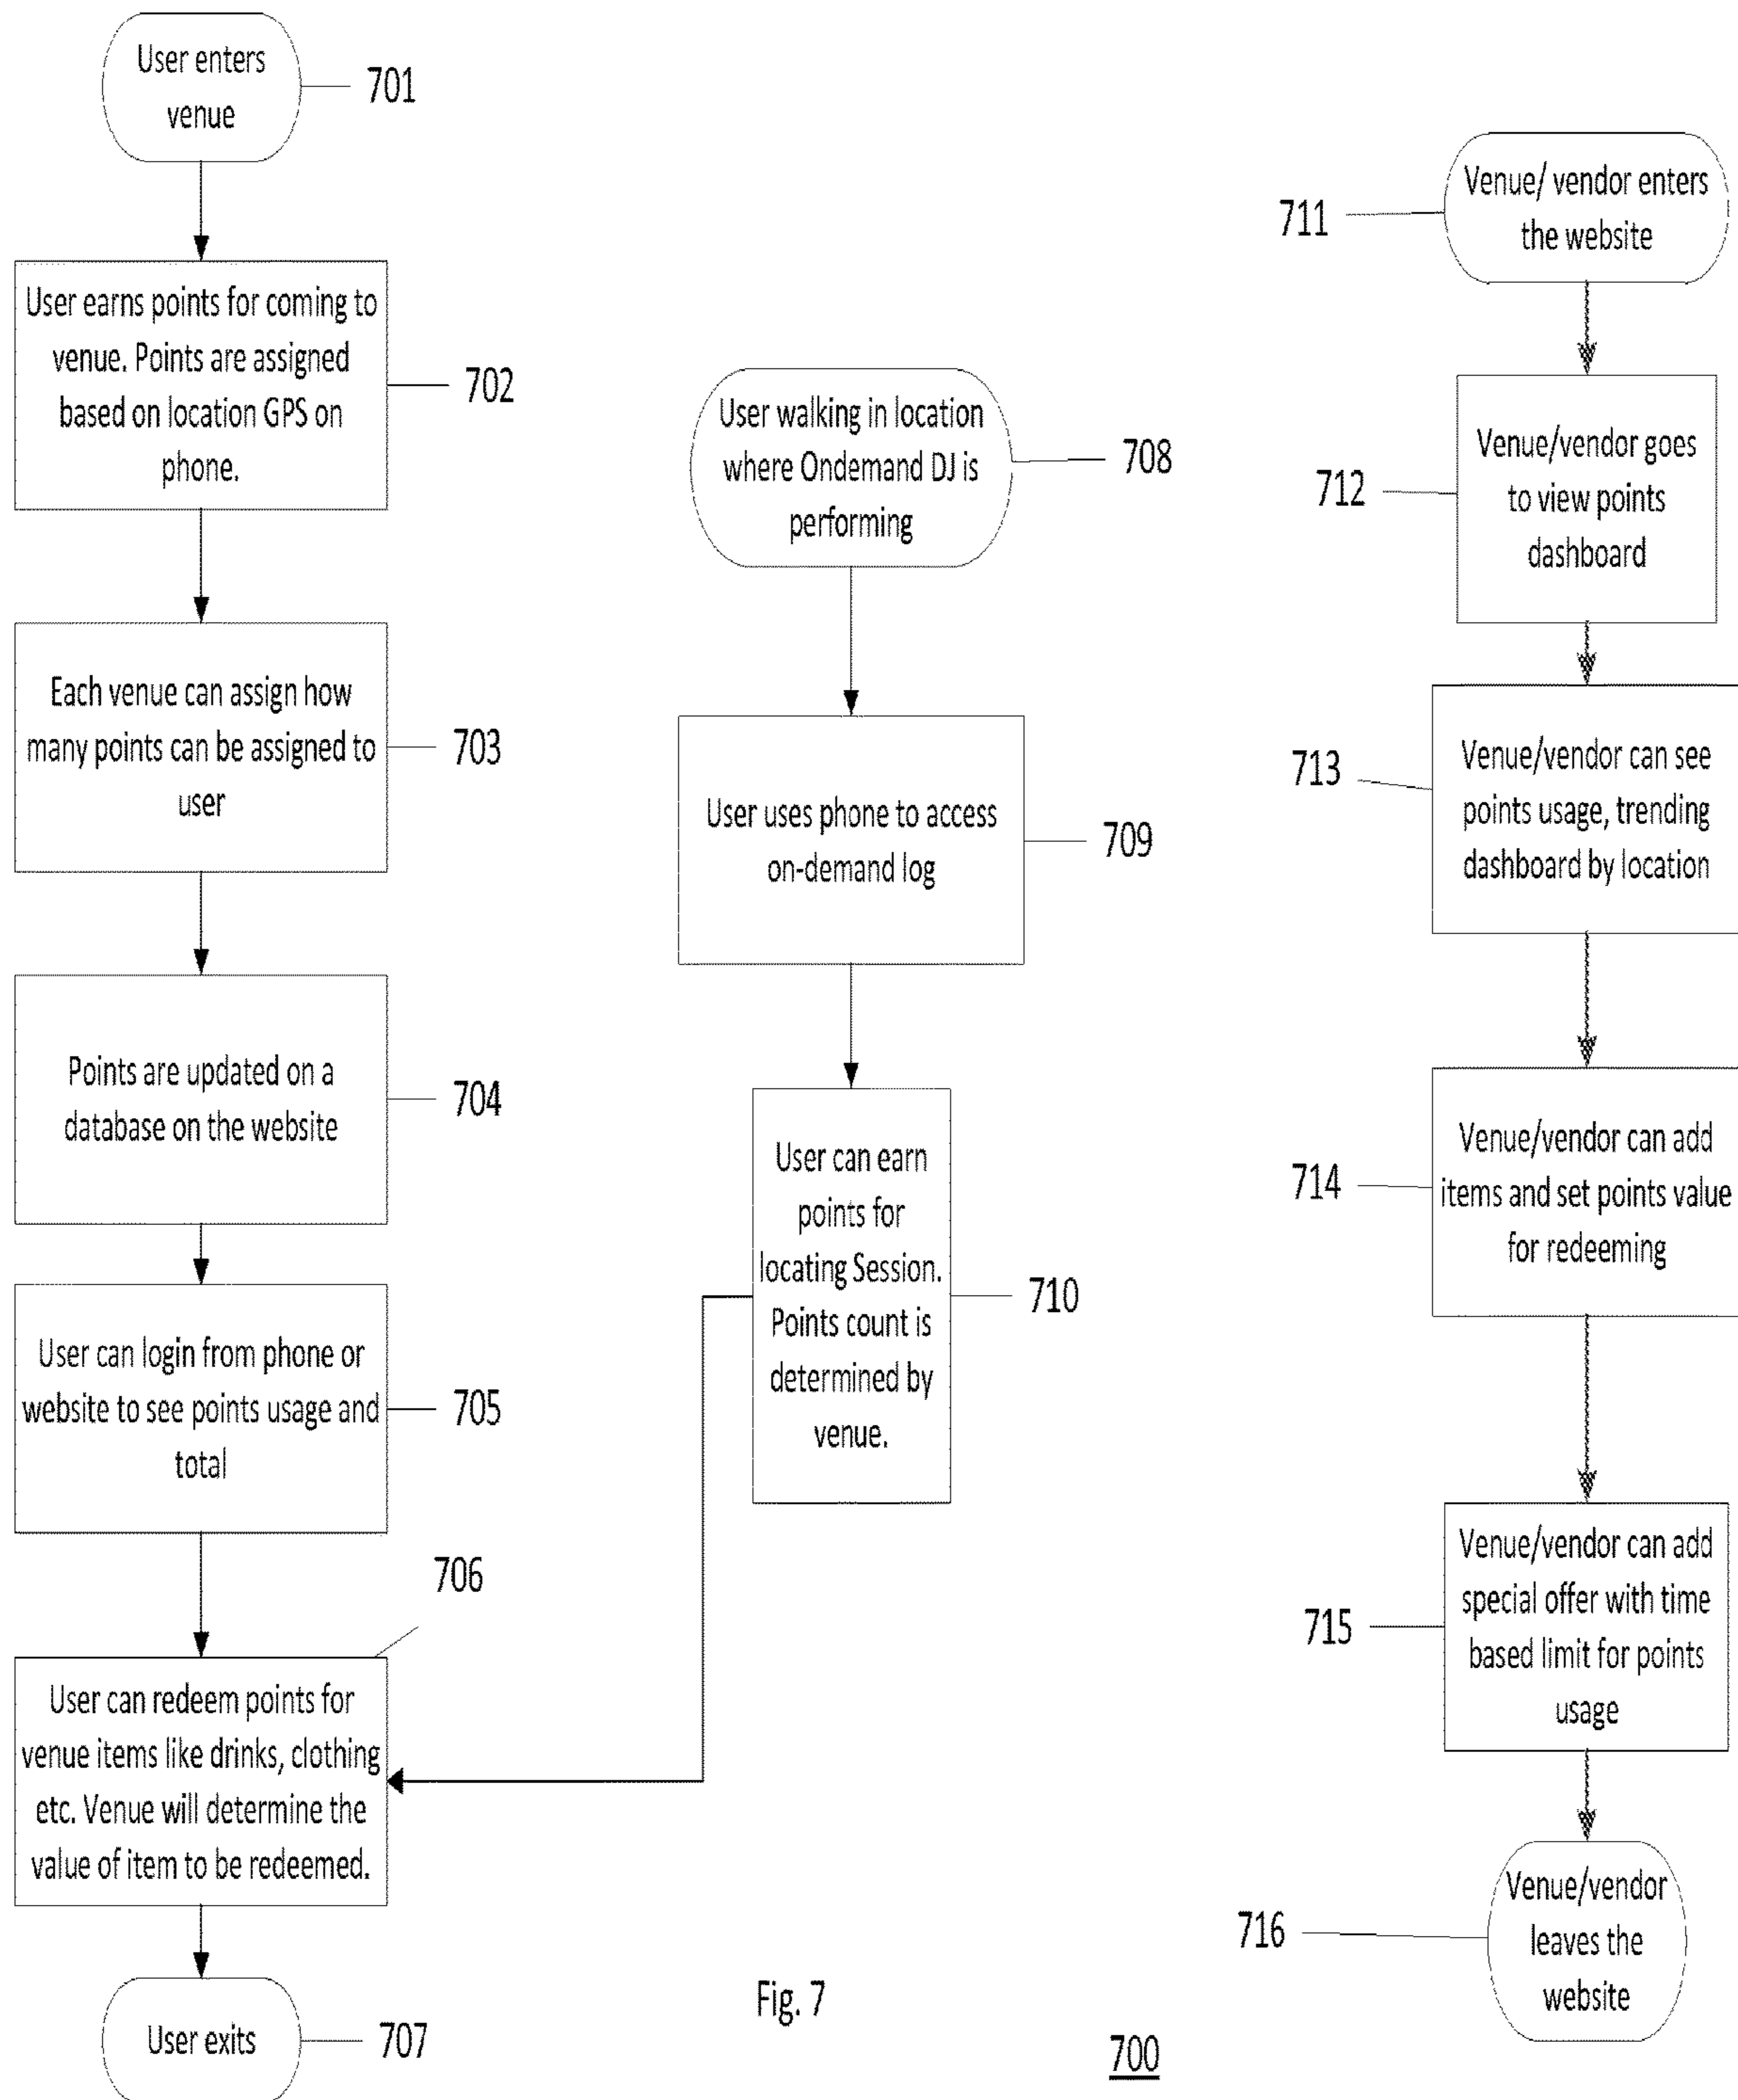 User enters
venue
701
User earns points for coming to
venue. Points are assigned
based on location GPS on
phone.
702
Each venue can assign how
many points can be assigned to
user
703
Points are updated on a
database on the website
704
User can login from phone or
website to see points usage and
total
705
706
User can redeem points for
venue items like drinks, clothing
etc. Venue will determine the
value of item to be redeemed.
User exits
707
User walking in location
where Ondemand DJ is
performing
708
User uses phone to access
on-demand log
709
User can earn
points for
locating Session.
Points count is
determined by
venue.
710
711
Venue/ vendor enters
the website
712
Venue/vendor goes
to view points
dashboard
713
Venue/vendor can see
points usage, trending
dashboard by location
714
Venue/vendor can add
items and set points value
for redeeming
715
Venue/vendor can add
special offer with time
based limit for points
usage
716
Venue/vendor
leaves the
website
Fig. 7
700